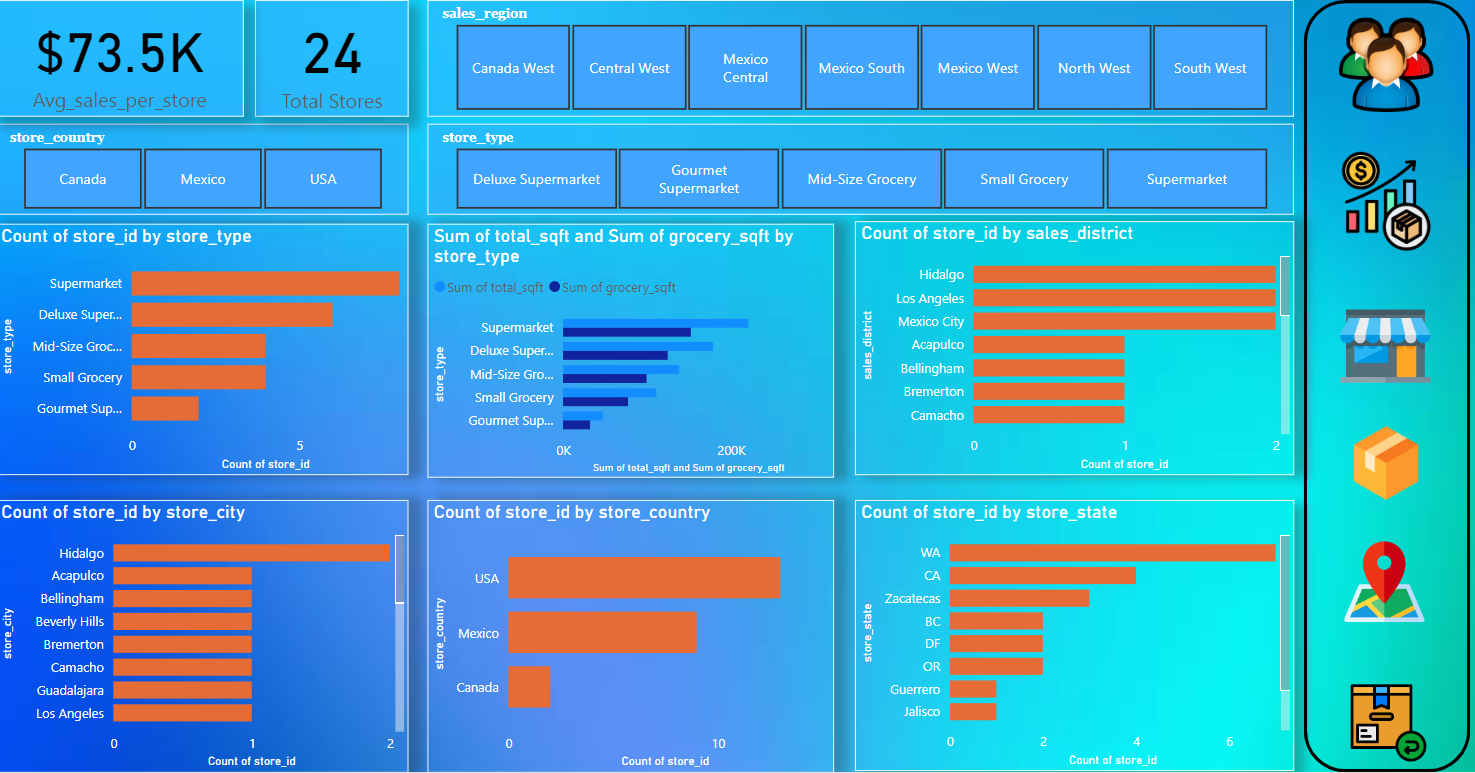 $73.5K
Avg_sales_per_store
24
Total Stores
sales_region
Canada West
Central West
Mexico
Central
Mexico South
Mexico West
North West
South West
store_country
Canada
Mexico
USA
store_type
Deluxe Supermarket
Gourmet
Supermarket
Mid-Size Grocery
Small Grocery
Supermarket
Count of store_id by store_type
store_type
Supermarket
Deluxe Super...
Mid-Size Groc...
Small Grocery
Gourmet Sup...
0
5
Count of store_id
Sum of total_sqft and Sum of grocery_sqft by
store_type
Sum of total_sqft
Sum of grocery_sqft
store_type
Supermarket
Deluxe Super...
Mid-Size Gro...
Small Grocery
Gourmet Sup...
0K
200K
Sum of total_sqft and Sum of grocery_sqft
Count of store_id by sales_district
sales_district
Hidalgo
Los Angeles
Mexico City
Acapulco
Bellingham
Bremerton
Camacho
0
1
2
Count of store_id
Count of store_id by store_city
store_city
Hidalgo
Acapulco
Bellingham
Beverly Hills
Bremerton
Camacho
Guadalajara
Los Angeles
0
1
2
Count of store_id
Count of store_id by store_country
store_country
USA
Mexico
Canada
0
10
Count of store_id
Count of store_id by store_state
store_state
WA
CA
Zacatecas
BC
DF
OR
Guerrero
Jalisco
0
2
4
6
Count of store_id
$